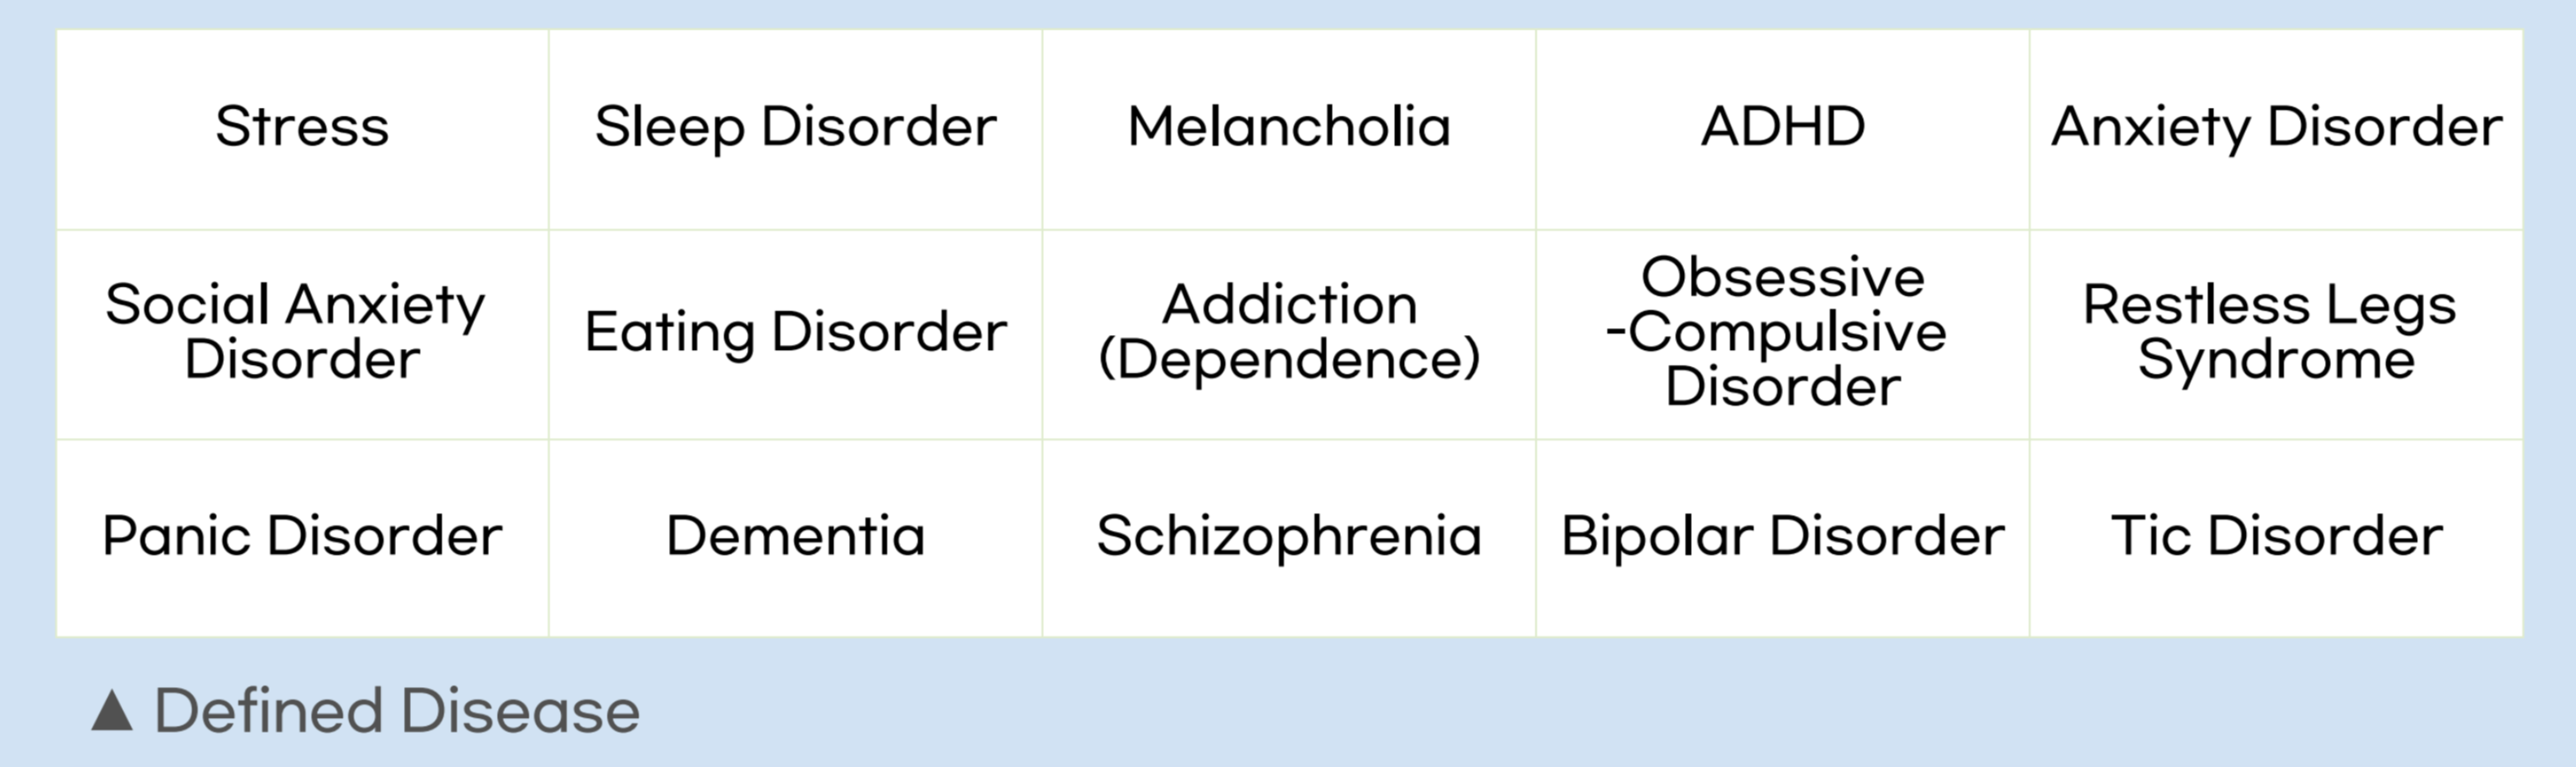 Stress
Sleep Disorder
Melancholia
ADHD
Anxiety Disorder
Social Anxiety
Disorder
Eating Disorder
Addiction
(Dependence)
Obsessive
-Compulsive
Disorder
Restless Legs
Syndrome
Panic Disorder
Dementia
Schizophrenia
Bipolar Disorder
Tic Disorder
▲ Defined Disease